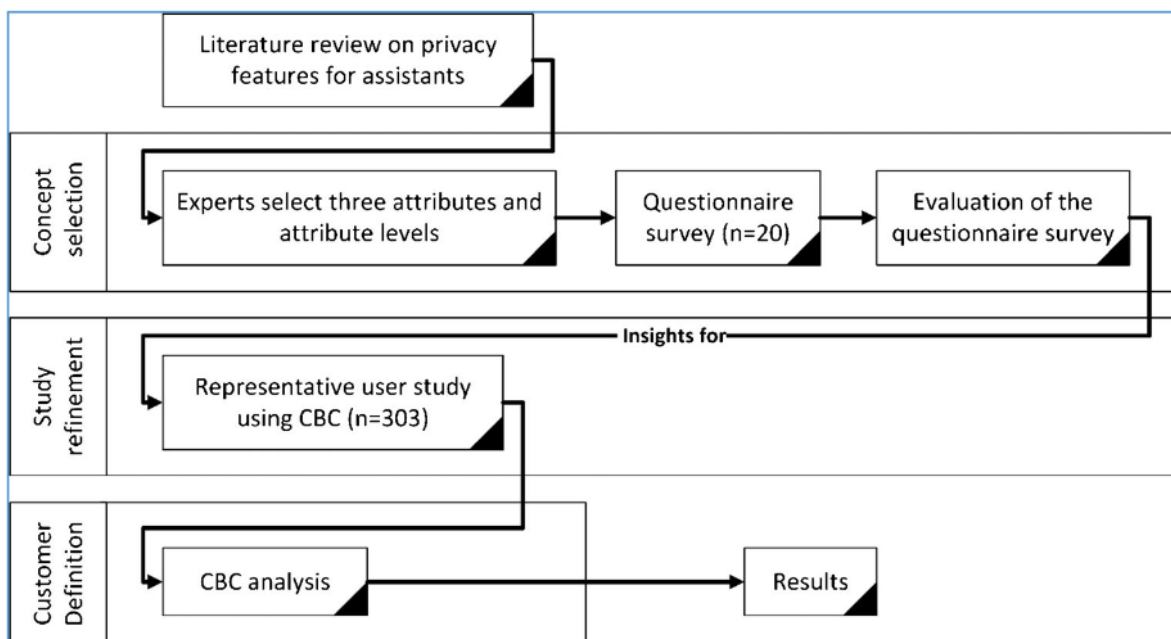 Literature review on privacy
features for assistants
Concept
selection
Experts select three attributes and
attribute levels
Questionnaire
survey (n=20)
Evaluation of the
questionnaire survey
Insights for
Study
refinement
Representative user study
using CBC (n=303)
Customer
Definition
CBC analysis
Results